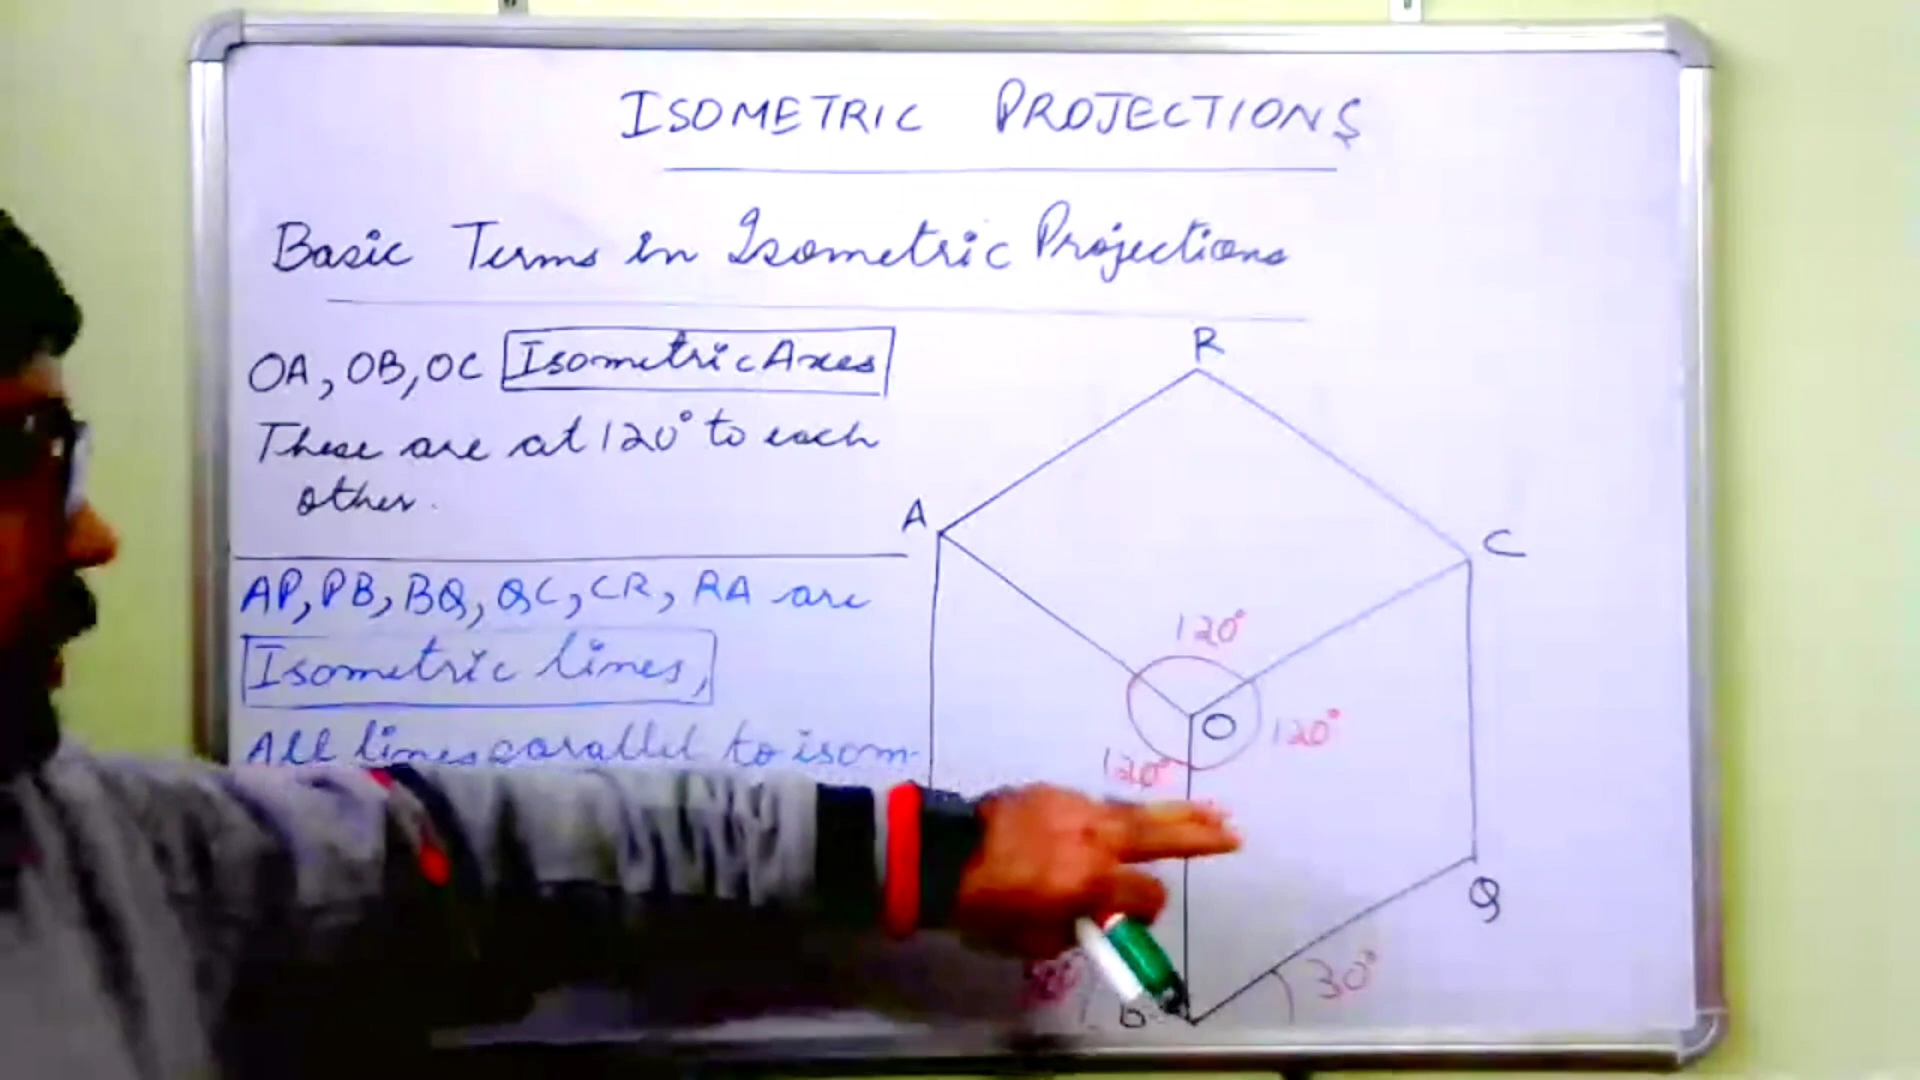 ISOMETRIC PROJECTIONS
Basic Terms in Isometric Projections
OA, OB, OC Isometric Axes
These are at 120° to each
other.
AP, PB, BQ, QC, CR, RA are
Isometric lines,
All lines parallel to isom-
R
A
C
120°
O
120°
120°
Q
30°
B